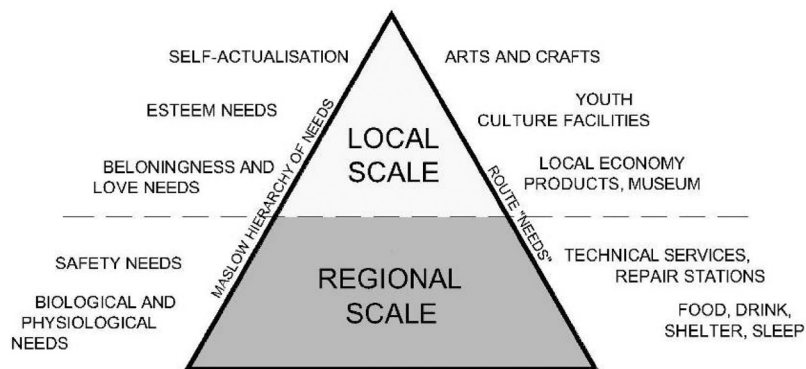 SELF-ACTUALISATION
ARTS AND CRAFTS
ESTEEM NEEDS
YOUTH
CULTURE FACILITIES
BELONINGNESS AND
LOVE NEEDS
MASLOW HIERARCHY OF NEEDS
LOCAL
SCALE
ROUTE "NEEDS"
LOCAL ECONOMY
PRODUCTS, MUSEUM
SAFETY NEEDS
TECHNICAL SERVICES,
REPAIR STATIONS
REGIONAL
SCALE
BIOLOGICAL AND
PHYSIOLOGICAL
NEEDS
FOOD, DRINK,
SHELTER, SLEEP